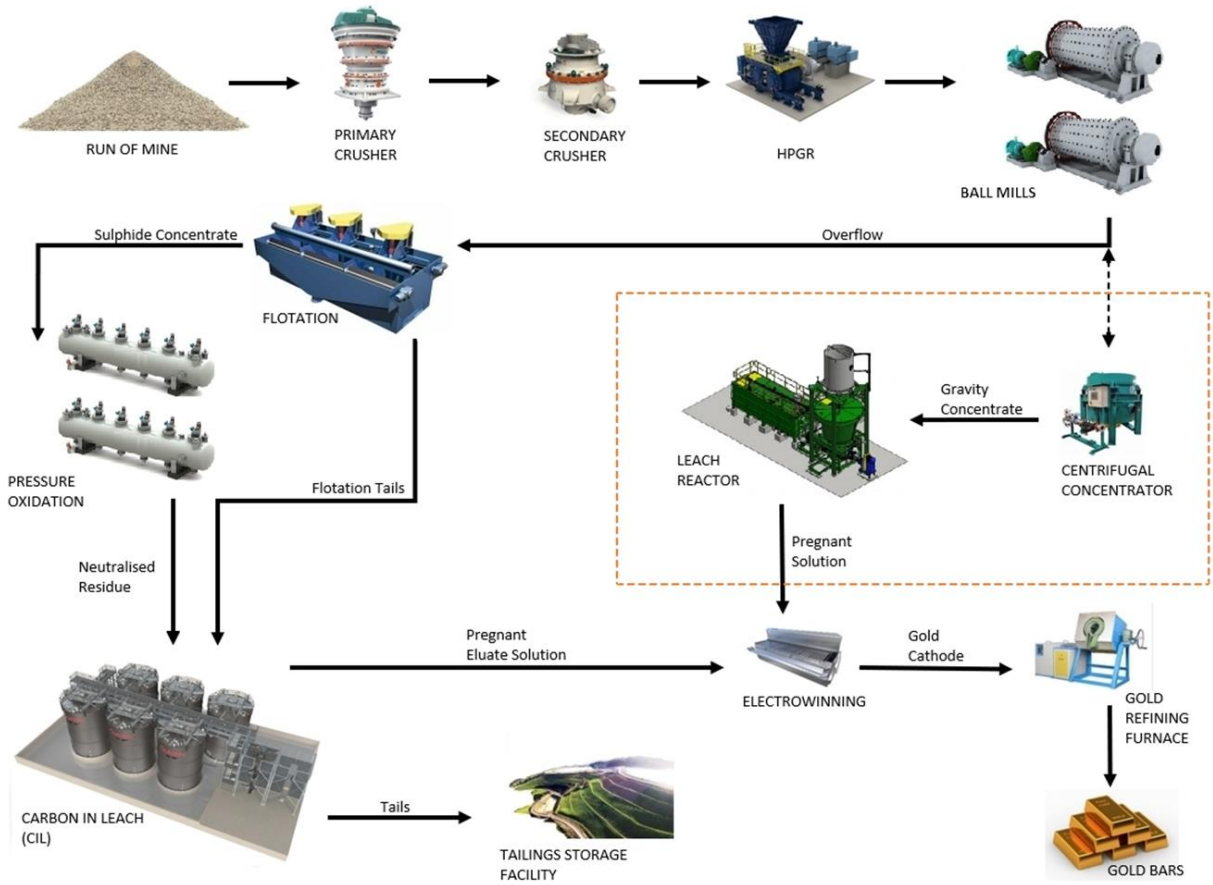 RUN OF MINE
PRIMARY
CRUSHER
SECONDARY
CRUSHER
HPGR
BALL MILLS
Sulphide Concentrate
Overflow
FLOTATION
Gravity
Concentrate
LEACH
REACTOR
CENTRIFUGAL
CONCENTRATOR
PRESSURE
OXIDATION
Flotation Tails
Pregnant
Solution
Neutralised
Residue
Pregnant
Eluate Solution
Gold
Cathode
ELECTROWINNING
GOLD
REFINING
FURNACE
CARBON IN LEACH
(CIL)
Tails
TAILINGS STORAGE
FACILITY
GOLD BARS